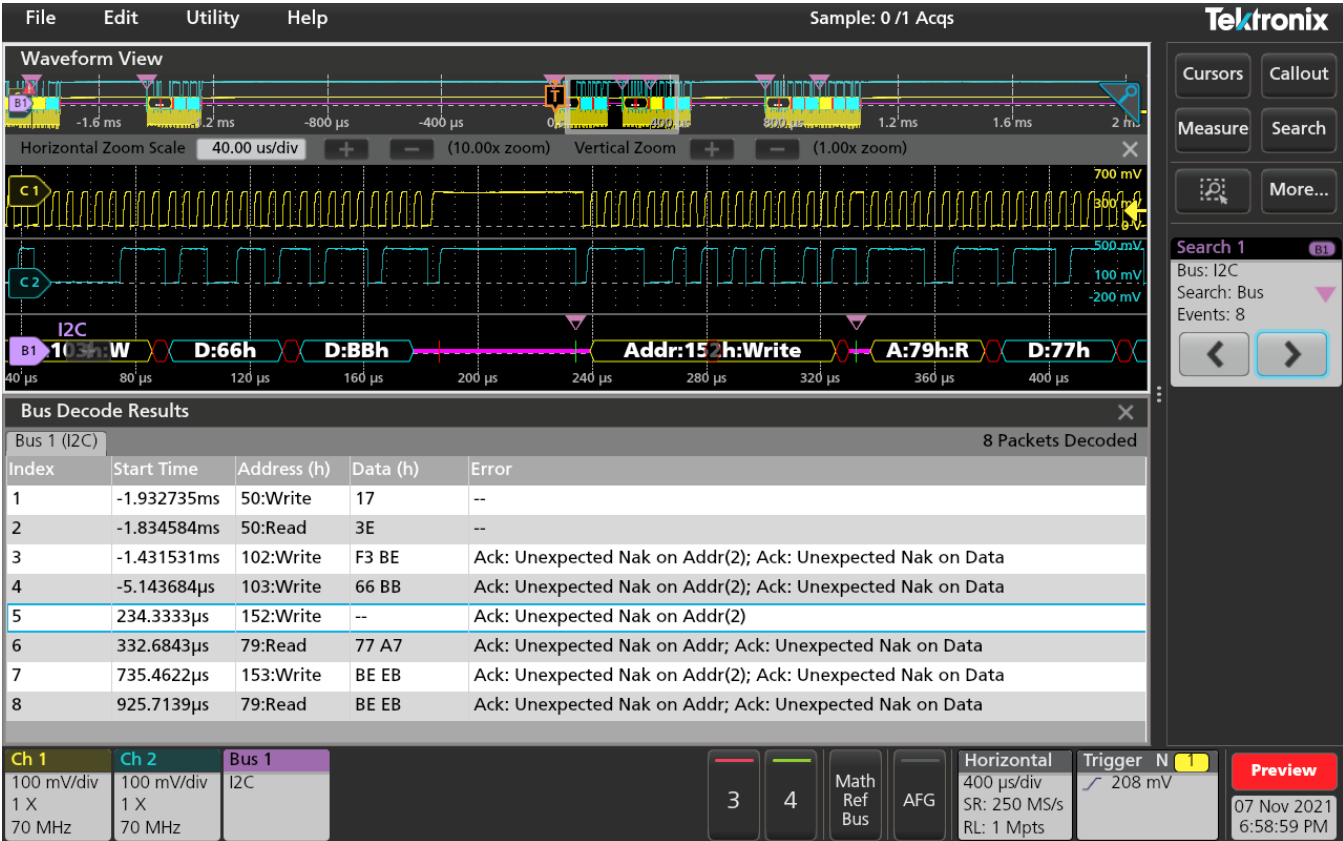 File Edit Utility Help Sample: 0 /1 Acqs Tektronix
Waveform View
Cursors Callout
B1 T
-1.6 ms -800 µs -400 µs 1.2 ms 1.6 ms
Measure Search
Horizontal Zoom Scale 40.00 us/div + − (10.00x zoom) Vertical Zoom + − (1.00x zoom)
700 mV
C 1 300 mV
More...
0 V
500 mV
C 2 100 mV
-200 mV
Search 1 B1
Bus: I2C
Search: Bus
Events: 8
I2C
B1 :103h:W D:66h D:BBh Addr:152h:Write A:79h:R D:77h
40 µs 80 µs 120 µs 160 µs 200 µs 240 µs 280 µs 320 µs 360 µs 400 µs
Bus Decode Results
Bus 1 (I2C) 8 Packets Decoded
Index Start Time Address (h) Data (h) Error
1 -1.932735ms 50:Write 17 --
2 -1.834584ms 50:Read 3E --
3 -1.431531ms 102:Write F3 BE Ack: Unexpected Nak on Addr(2); Ack: Unexpected Nak on Data
4 -5.143684µs 103:Write 66 BB Ack: Unexpected Nak on Addr(2); Ack: Unexpected Nak on Data
5 234.3333µs 152:Write -- Ack: Unexpected Nak on Addr(2)
6 332.6843µs 79:Read 77 A7 Ack: Unexpected Nak on Addr; Ack: Unexpected Nak on Data
7 735.4622µs 153:Write BE EB Ack: Unexpected Nak on Addr(2); Ack: Unexpected Nak on Data
8 925.7139µs 79:Read BE EB Ack: Unexpected Nak on Addr; Ack: Unexpected Nak on Data
Ch 1 Ch 2 Bus 1 Horizontal Trigger N 1
100 mV/div 100 mV/div I2C 3 4 Math Ref Bus AFG 400 µs/div 208 mV Preview
1 X 1 X SR: 250 MS/s 07 Nov 2021
70 MHz 70 MHz RL: 1 Mpts 6:58:59 PM